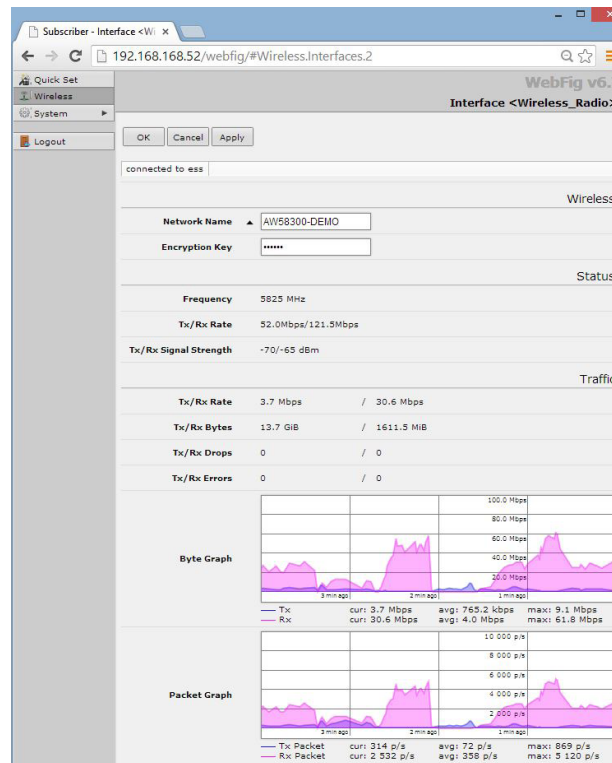 Subscriber - Interface <Wi
192.168.168.52/webfig/#Wireless.Interfaces.2
Quick Set
Wireless
System
Logout
WebFig v6.
Interface <Wireless_Radio>
OK Cancel Apply
connected to ess
Wireless
Network Name AW58300-DEMO
Encryption Key ••••••
Status
Frequency 5825 MHz
Tx/Rx Rate 52.0Mbps/121.5Mbps
Tx/Rx Signal Strength -70/-65 dBm
Traffic
Tx/Rx Rate 3.7 Mbps / 30.6 Mbps
Tx/Rx Bytes 13.7 GiB / 1611.5 MiB
Tx/Rx Drops 0 / 0
Tx/Rx Errors 0 / 0
Byte Graph
100.0 Mbps
80.0 Mbps
60.0 Mbps
40.0 Mbps
20.0 Mbps
3 min ago 2 min ago 1 min ago
Tx cur: 3.7 Mbps avg: 765.2 kbps max: 9.1 Mbps
Rx cur: 30.6 Mbps avg: 4.0 Mbps max: 61.8 Mbps
Packet Graph
10 000 p/s
8 000 p/s
6 000 p/s
4 000 p/s
2 000 p/s
3 min ago 2 min ago 1 min ago
Tx Packet cur: 314 p/s avg: 72 p/s max: 869 p/s
Rx Packet cur: 2 532 p/s avg: 358 p/s max: 5 120 p/s